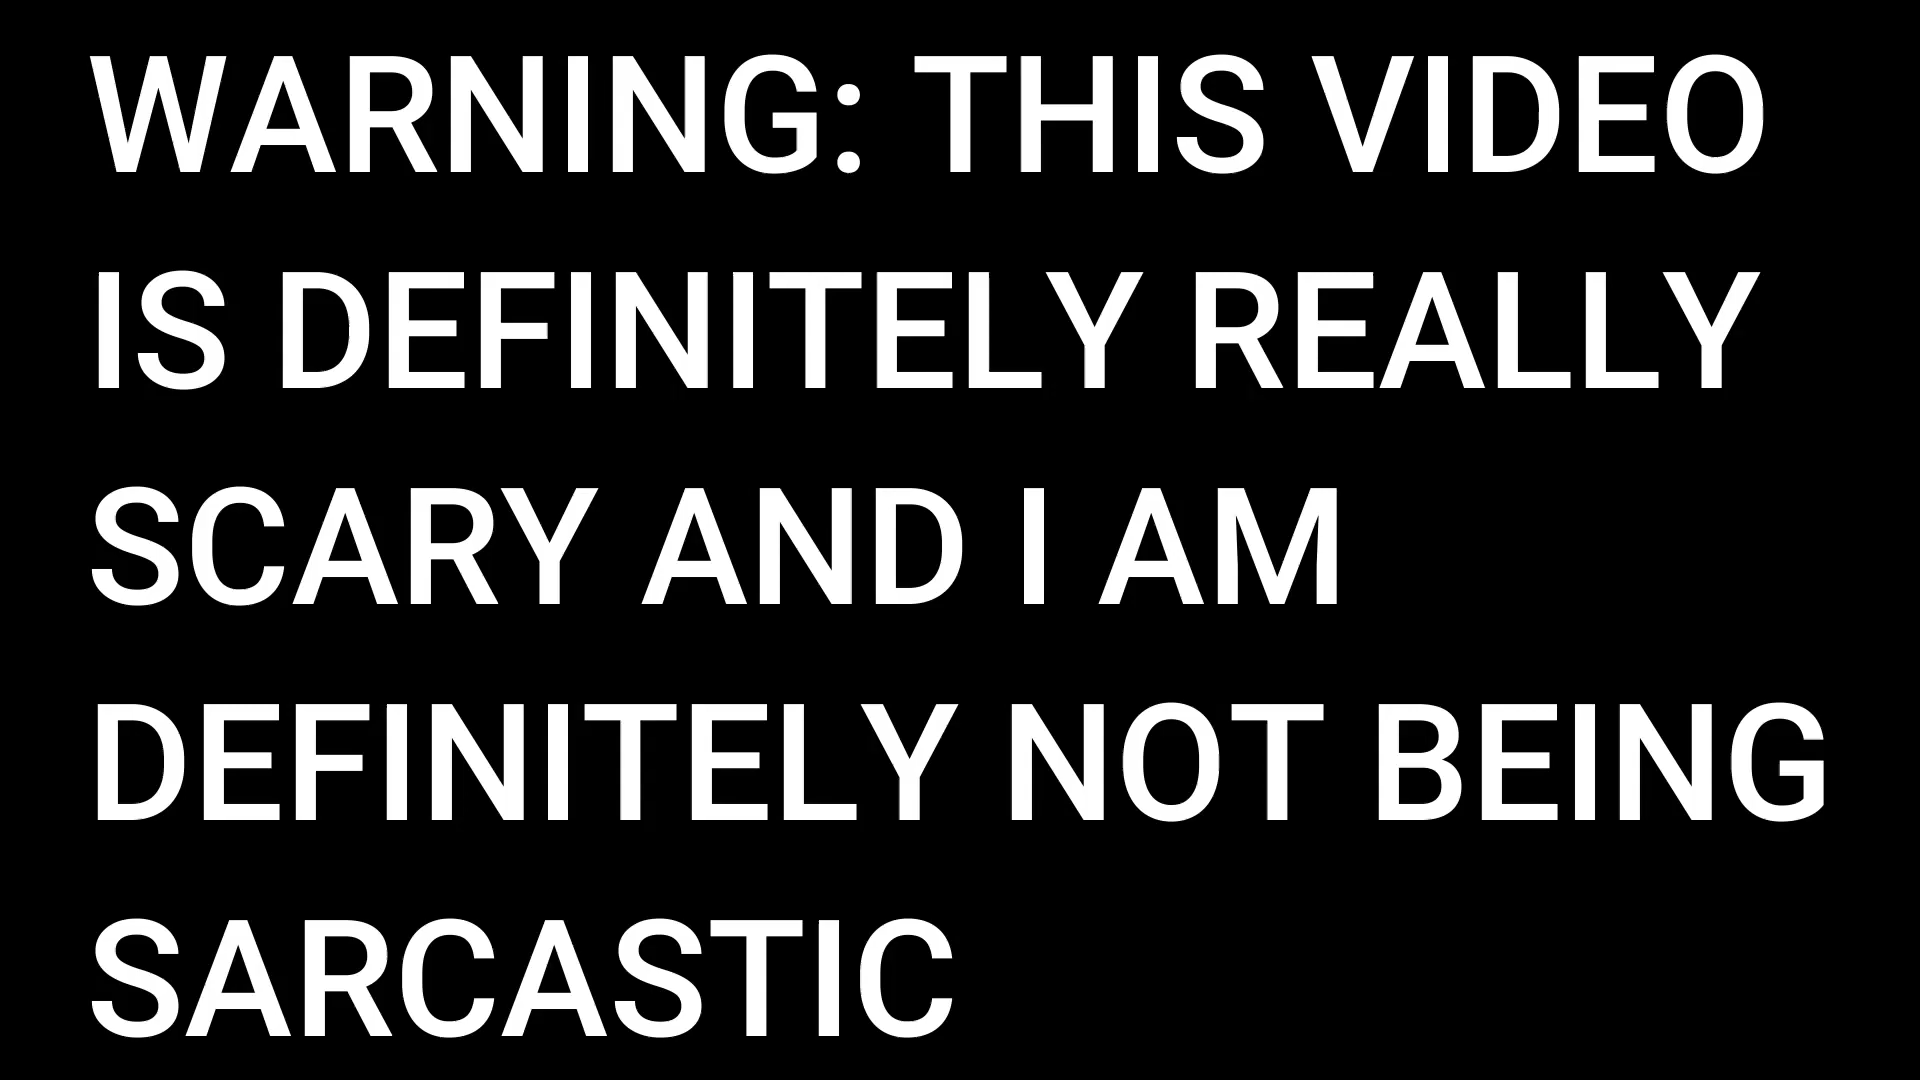 WARNING: THIS VIDEO
IS DEFINITELY REALLY
SCARY AND I AM
DEFINITELY NOT BEING
SARCASTIC